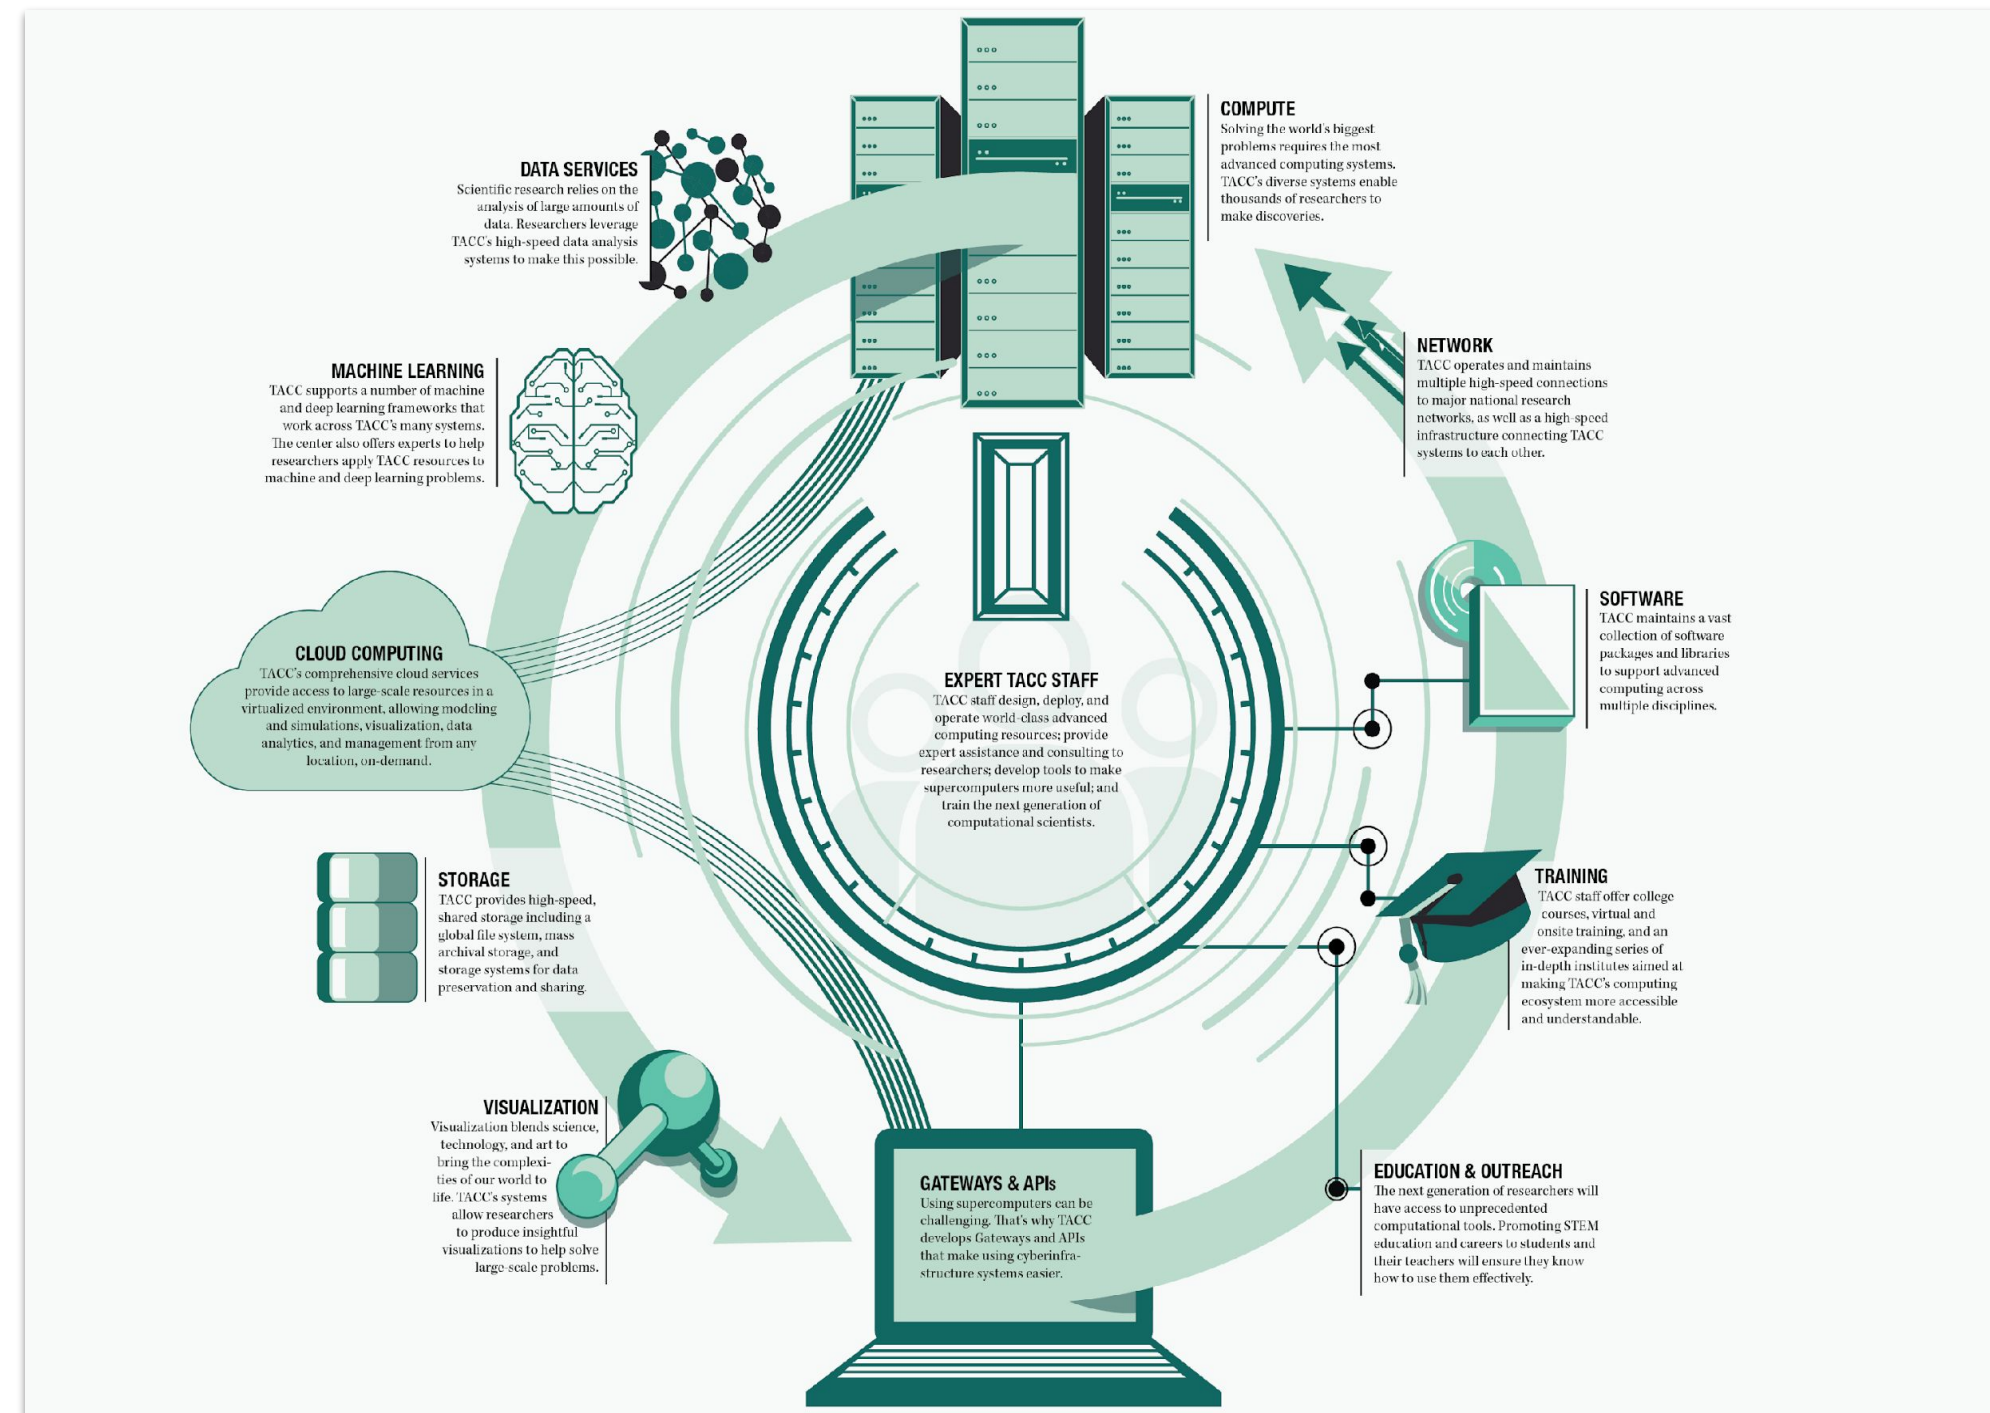 COMPUTE
Solving the world's biggest
problems requires the most
advanced computing systems.
TACC's diverse systems enable
thousands of researchers to
make discoveries.
DATA SERVICES
Scientific research relies on the
analysis of large amounts of
data. Researchers leverage
TACC's high-speed data analysis
systems to make this possible.
NETWORK
TACC operates and maintains
multiple high-speed connections
to major national research
networks, as well as a high-speed
infrastructure connecting TACC
systems to each other.
MACHINE LEARNING
TACC supports a number of machine
and deep learning frameworks that
work across TACC's many systems.
The center also offers experts to help
researchers apply TACC resources to
machine and deep learning problems.
SOFTWARE
TACC maintains a vast
collection of software
packages and libraries
to support advanced
computing across
multiple disciplines.
CLOUD COMPUTING
TACC's comprehensive cloud services
provide access to large-scale resources in a
virtualized environment, allowing modeling
and simulations, visualization, data
analytics, and management from any
location, on-demand.
EXPERT TACC STAFF
TACC staff design, deploy, and
operate world-class advanced
computing resources; provide
expert assistance and consulting to
researchers; develop tools to make
supercomputers more useful; and
train the next generation of
computational scientists.
STORAGE
TACC provides high-speed,
shared storage including a
global file system, mass
archival storage, and
storage systems for data
preservation and sharing.
TRAINING
TACC staff offer college
courses, virtual and
onsite training, and an
ever-expanding series of
in-depth institutes aimed at
making TACC's computing
ecosystem more accessible
and understandable.
VISUALIZATION
Visualization blends science,
technology, and art to
bring the complexi-
ties of our world to
life. TACC's systems
allow researchers
to produce insightful
visualizations to help solve
large-scale problems.
GATEWAYS & APIs
Using supercomputers can be
challenging. That's why TACC
develops Gateways and APIs
that make using cyberinfra-
structure systems easier.
EDUCATION & OUTREACH
The next generation of researchers will
have access to unprecedented
computational tools. Promoting STEM
education and careers to students and
their teachers will ensure they know
how to use them effectively.